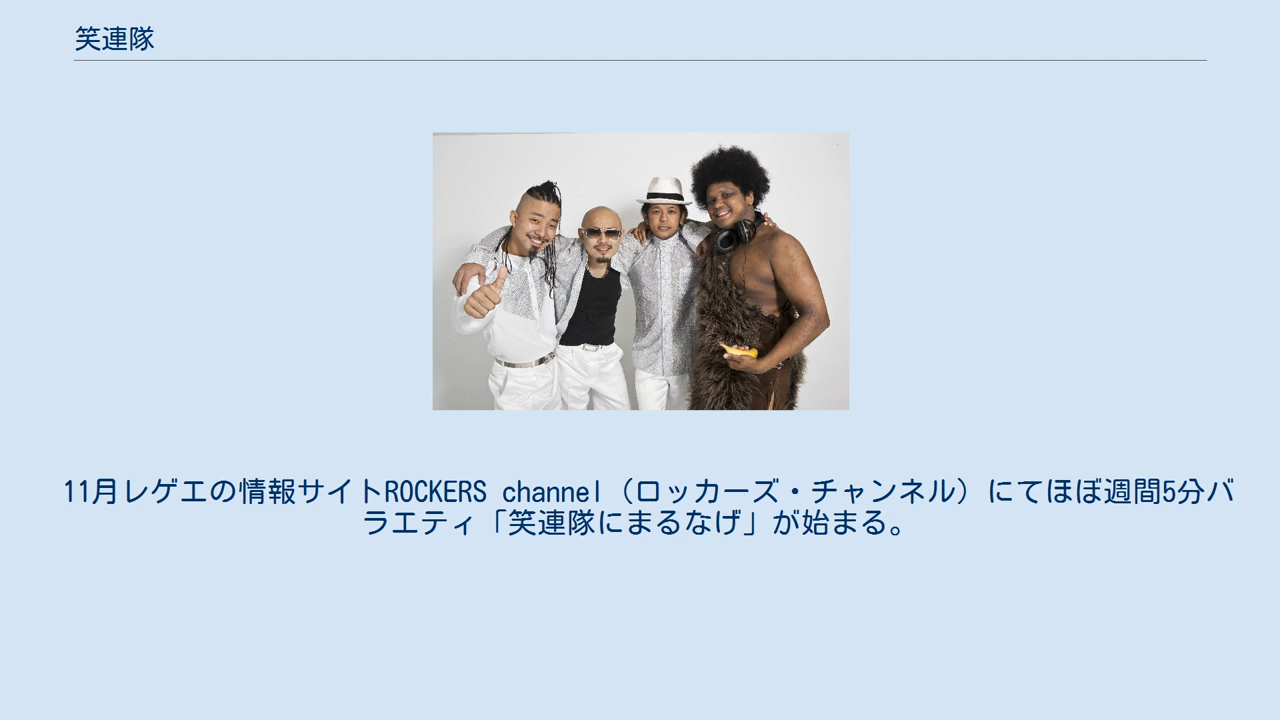 笑連隊
11月レゲエの情報サイトROCKERS channel（ロッカーズ・チャンネル）にてほぼ週間5分バ
ラエティ「笑連隊にまるなげ」が始まる。